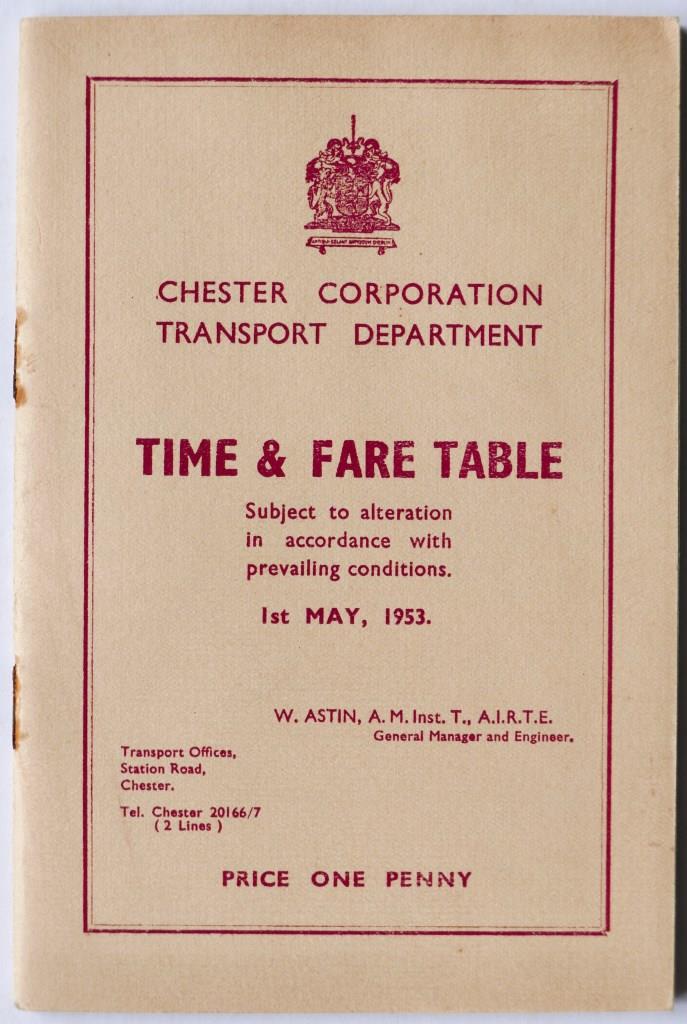 CHESTER CORPORATION
TRANSPORT DEPARTMENT
TIME & FARE TABLE
Subject to alteration
in accordance with
prevailing conditions.
1st MAY, 1953.
W. ASTIN, A. M. Inst. T., A.I.R.T.E.
General Manager and Engineer.
Transport Offices,
Station Road,
Chester.
Tel. Chester 20166/7
( 2 Lines )
PRICE ONE PENNY